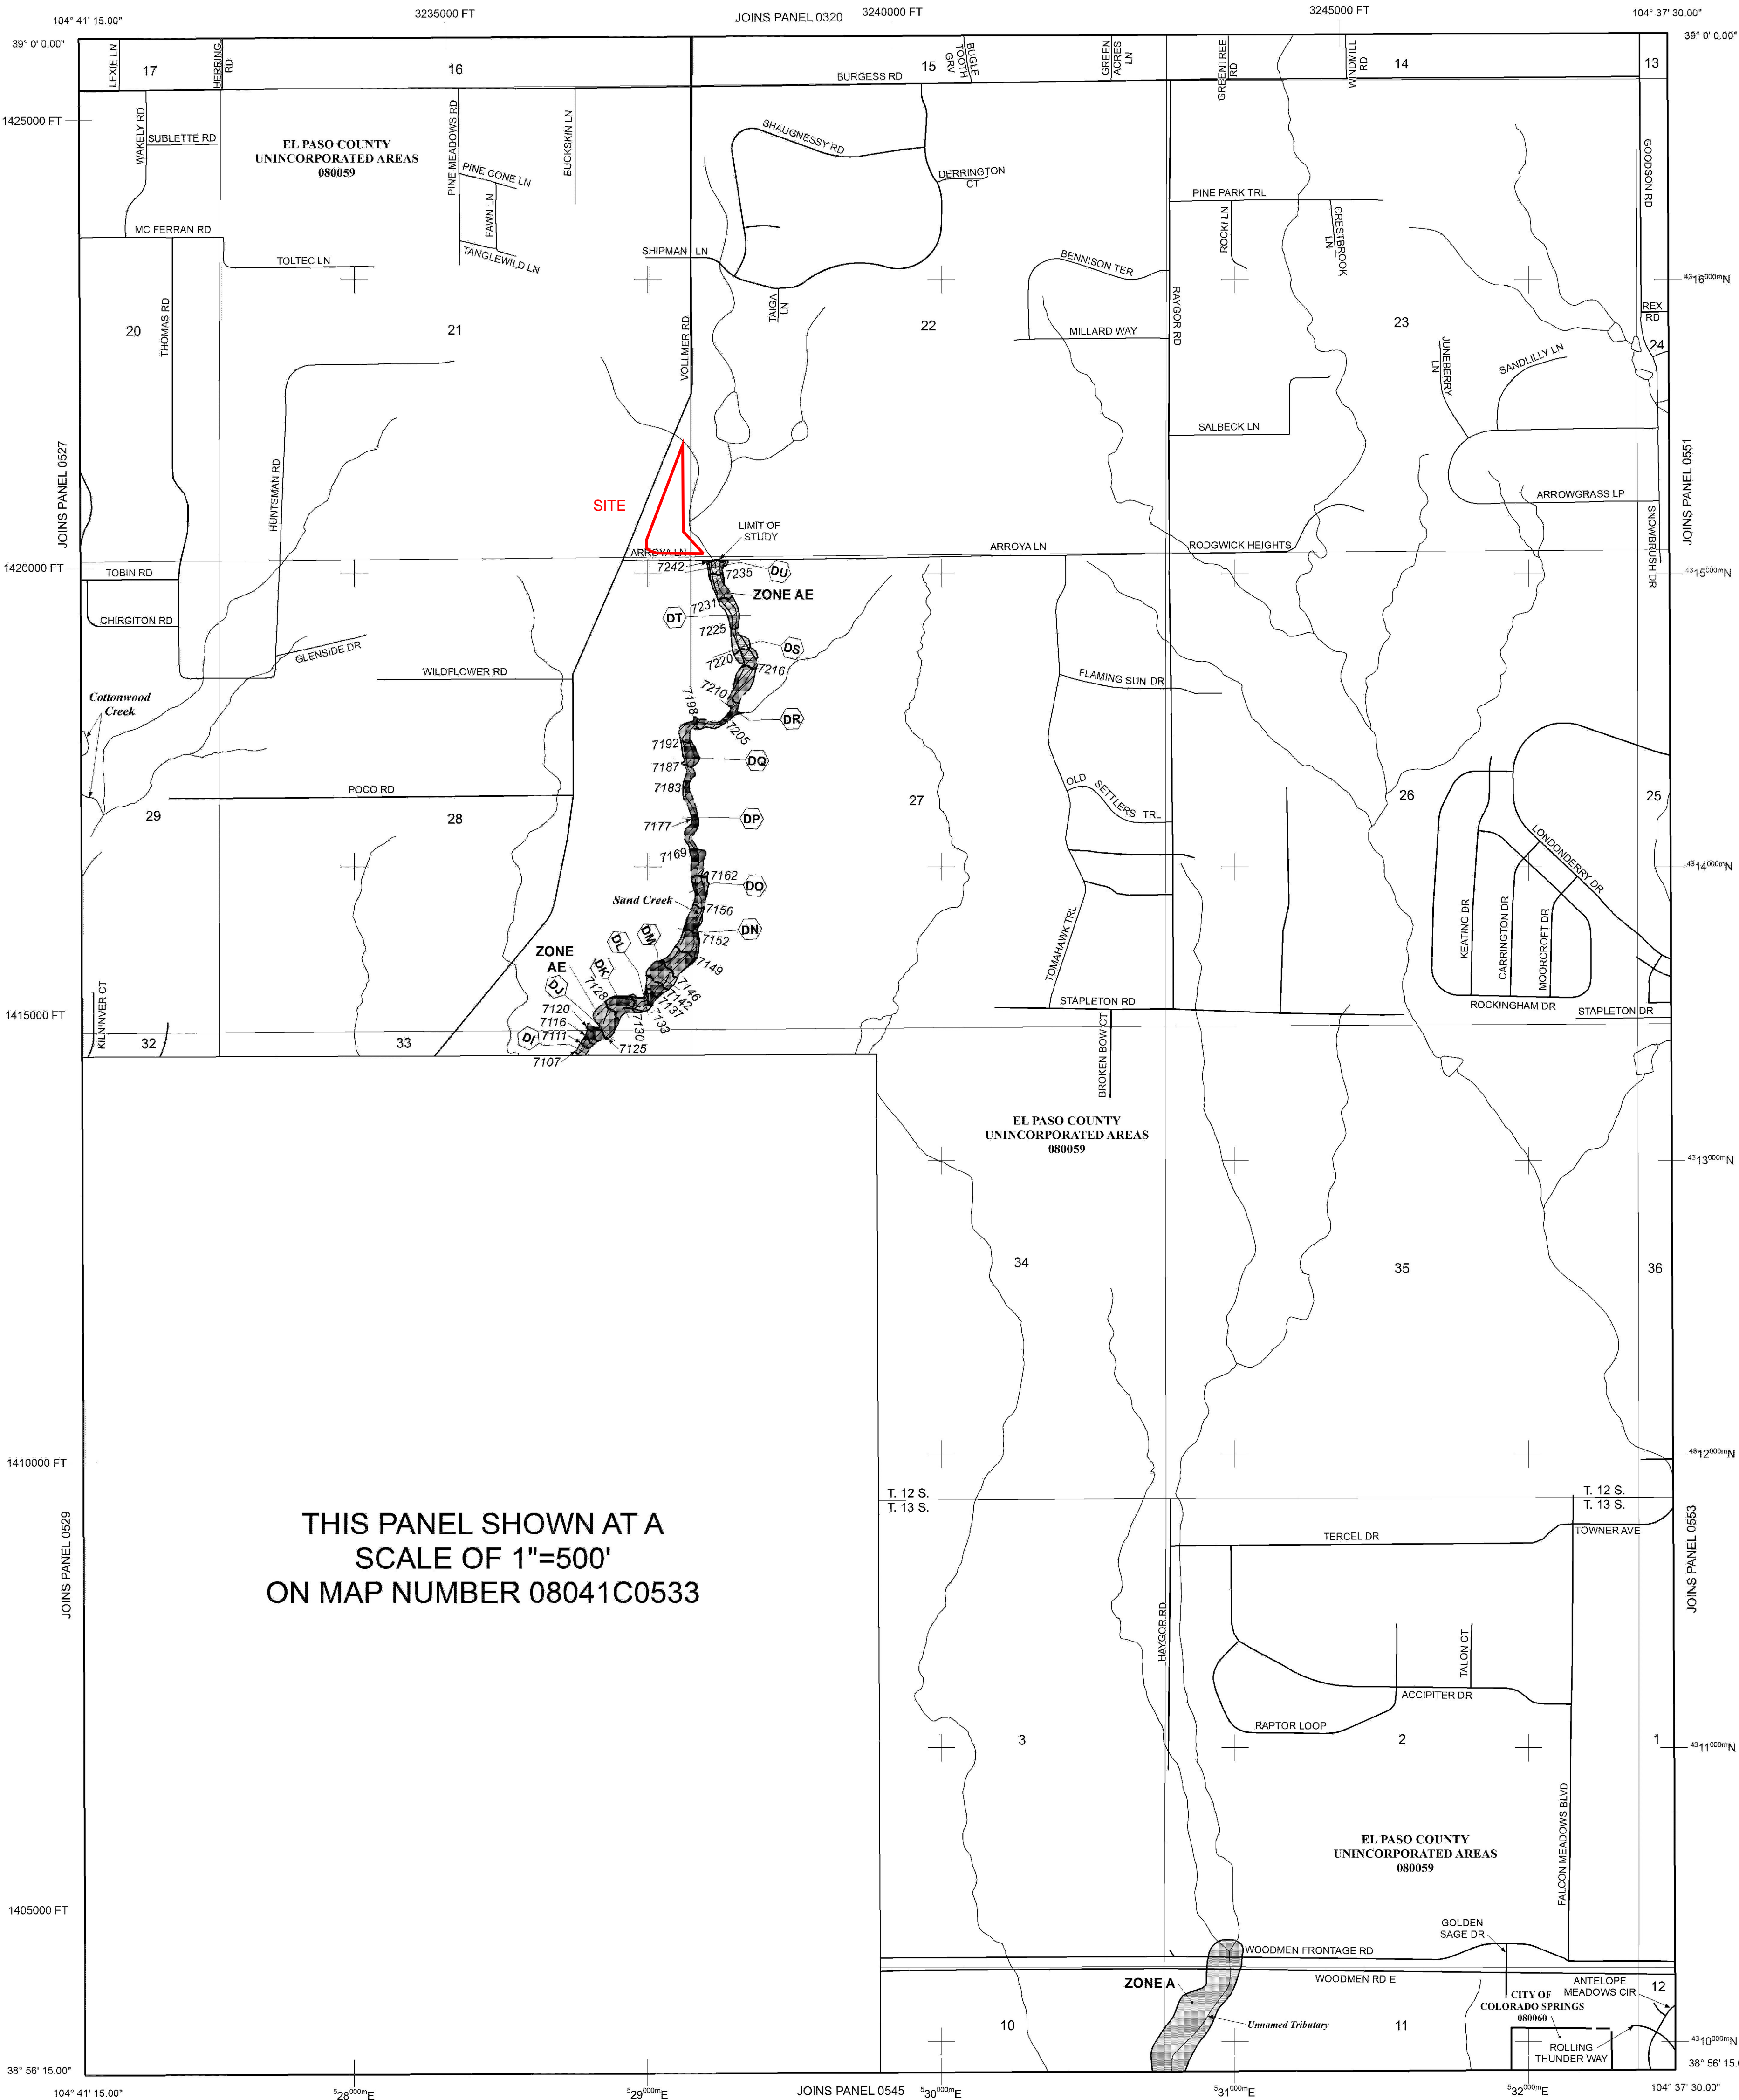 104° 41' 15.00"
3235000 FT
JOINS PANEL 0320
3240000 FT
3245000 FT
104° 37' 30.00"
39° 0' 0.00"
39° 0' 0.00"
LEXIE LN
17
HERRING
RD
16
15
BUGLE
TOOTH
GRV
GREEN
ACRES
LN
GREENTREE
RD
WINDMILL
RD
14
13
BURGESS RD
1425000 FT
WAKELY RD
SUBLETTE RD
EL PASO COUNTY
UNINCORPORATED AREAS
080059
PINE MEADOWS RD
PINE CONE LN
FAWN LN
BUCKSKIN LN
SHAUGNESSY RD
DERRINGTON
CT
GOODSON RD
PINE PARK TRL
ROCKI LN
CRESTBROOK
LN
MC FERRAN RD
TOLTEC LN
TANGLEWILD LN
SHIPMAN LN
BENNISON TER
TAIGA
LN
RAYGOR RD
4316000mN
REX
RD
20
THOMAS RD
21
VOLLMER RD
22
MILLARD WAY
23
24
JUNEBERRY
LN
SANDLILLY LN
SALBECK LN
JOINS PANEL 0527
HUNTSMAN RD
JOINS PANEL 0551
ARROWGRASS LP
SITE
LIMIT OF
STUDY
SNOWBRUSH DR
ARROYA LN
ARROYA LN
RODGWICK HEIGHTS
1420000 FT
TOBIN RD
7242
7235
DU
4315000mN
ZONE AE
7231
DT
CHIRGITON RD
7225
GLENSIDE DR
DS
7220
7216
WILDFLOWER RD
FLAMING SUN DR
Cottonwood
Creek
7210
7198
DR
7205
7192
7187
DQ
POCO RD
7183
OLD SETTLERS TRL
29
28
27
26
25
7177
DP
LONDONDERRY DR
7169
4314000mN
7162
DO
Sand Creek
7156
DN
7152
DM
DL
KEATING DR
CARRINGTON DR
MOORCROFT DR
TOMAHAWK TRL
ZONE
AE
DK
7149
DJ
7128
7146
7142
7137
7133
7130
STAPLETON RD
ROCKINGHAM DR
STAPLETON DR
1415000 FT
KILNINVER CT
7120
7116
7111
DI
7125
7107
32
33
BROKEN BOW CT
EL PASO COUNTY
UNINCORPORATED AREAS
080059
4313000mN
34
35
36
4312000mN
1410000 FT
T. 12 S.
T. 13 S.
T. 12 S.
T. 13 S.
THIS PANEL SHOWN AT A
SCALE OF 1"=500'
ON MAP NUMBER 08041C0533
JOINS PANEL 0529
TERCEL DR
TOWNER AVE
JOINS PANEL 0553
HAYGOR RD
TALON CT
ACCIPITER DR
RAPTOR LOOP
3
2
1
4311000mN
FALCON MEADOWS BLVD
EL PASO COUNTY
UNINCORPORATED AREAS
080059
1405000 FT
GOLDEN
SAGE DR
WOODMEN FRONTAGE RD
WOODMEN RD E
ZONE A
ANTELOPE
MEADOWS CIR
12
CITY OF
COLORADO SPRINGS
080060
10
Unnamed Tributary
11
ROLLING
THUNDER WAY
4310000mN
38° 56' 15.00"
38° 56' 15.0
104° 41' 15.00"
528000mE
529000mE
JOINS PANEL 0545
530000mE
531000mE
532000mE
104° 37' 30.00"